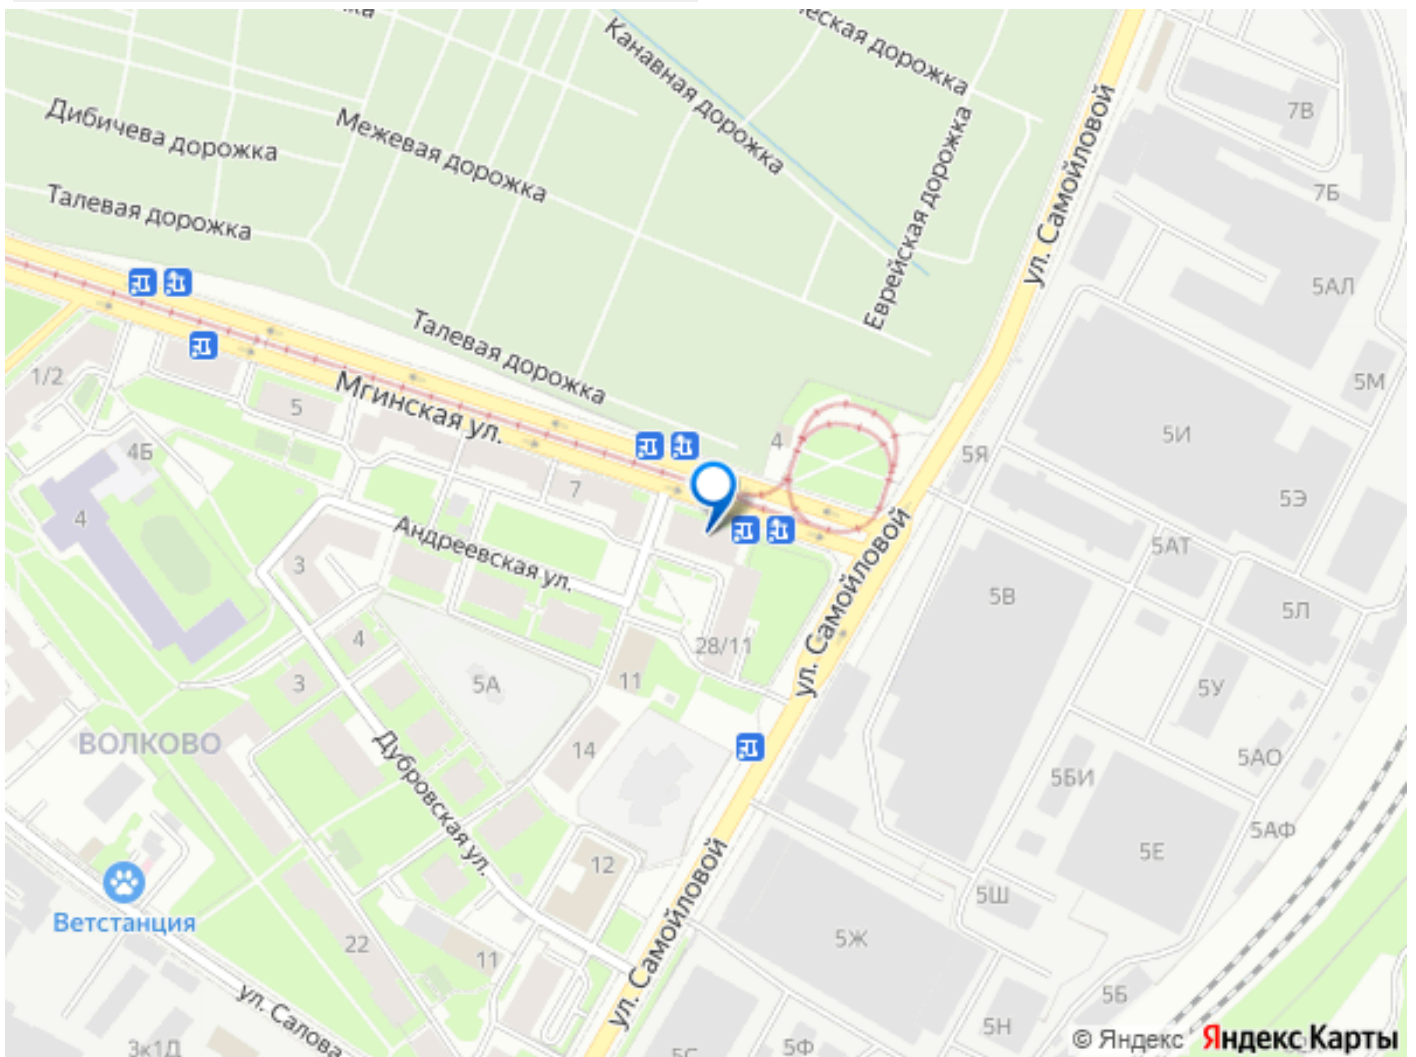 Канавная дорожка
еская дорожка
7В
Дибичева дорожка
Межевая дорожка
Еврейская дорожка
ул. Самойловой
7Б
Талевая дорожка
5АЛ
Талевая дорожка
1/2
5
Мгинская ул.
5М
4Б
4
5Я
5И
4
7
5Э
Андреевская ул.
5АТ
3
5В
5Л
ул. Самойловой
4
28/11
3
5А
11
5У
ВОЛКОВО
14
5АО
Дубровская ул.
5БИ
5АФ
12
5Е
Ветстанция
5Ш
22
11
5Ж
ул. Самойловой
ул. Салова
5Б
5Н
3к1Д
5С
5Ф
© Яндекс Яндекс Карты